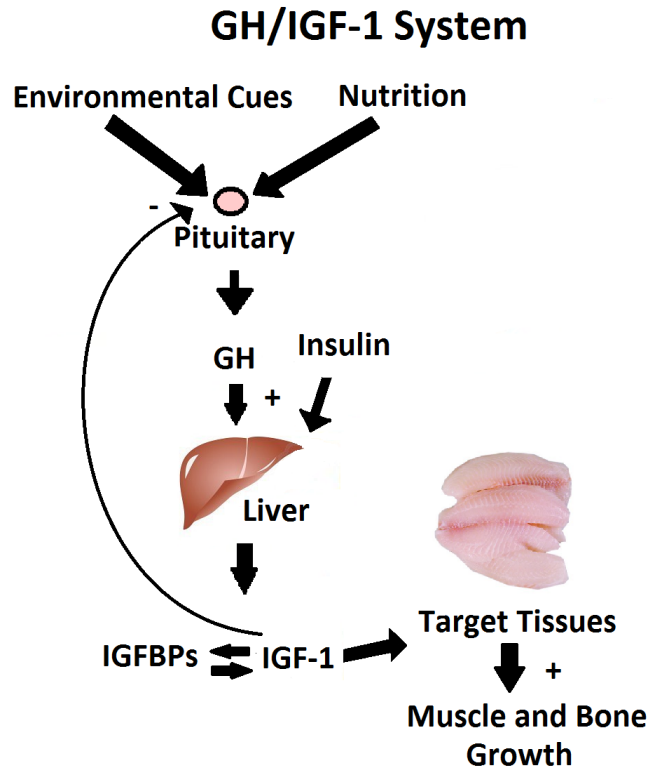 GH/IGF-1 System
Environmental Cues
Nutrition
-
Pituitary
GH
Insulin
+
Liver
IGFBPs
IGF-1
Target Tissues
+
Muscle and Bone
Growth